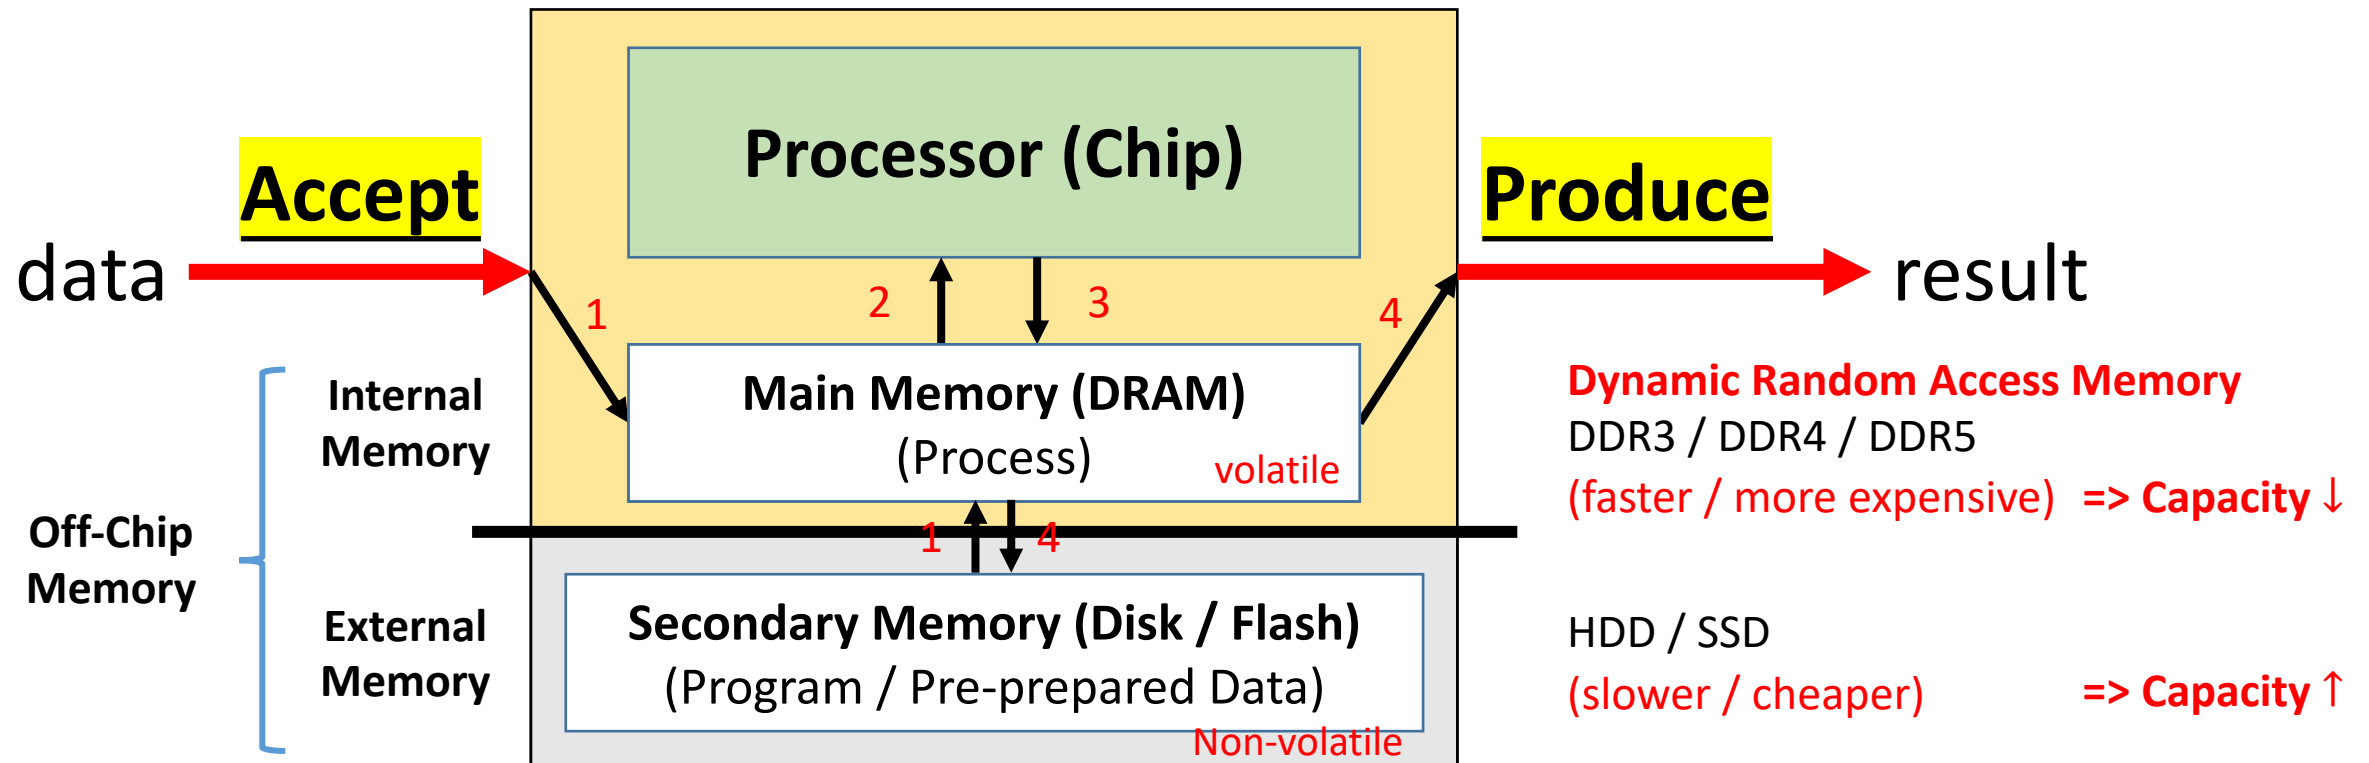 Processor (Chip)
Accept
Produce
data
result
1
2
3
4
Internal
Memory
Main Memory (DRAM)
(Process)
volatile
Dynamic Random Access Memory
DDR3 / DDR4 / DDR5
(faster / more expensive) => Capacity ↓
Off-Chip
Memory
1
4
External
Memory
Secondary Memory (Disk / Flash)
(Program / Pre-prepared Data)
Non-volatile
HDD / SSD
(slower / cheaper) => Capacity ↑